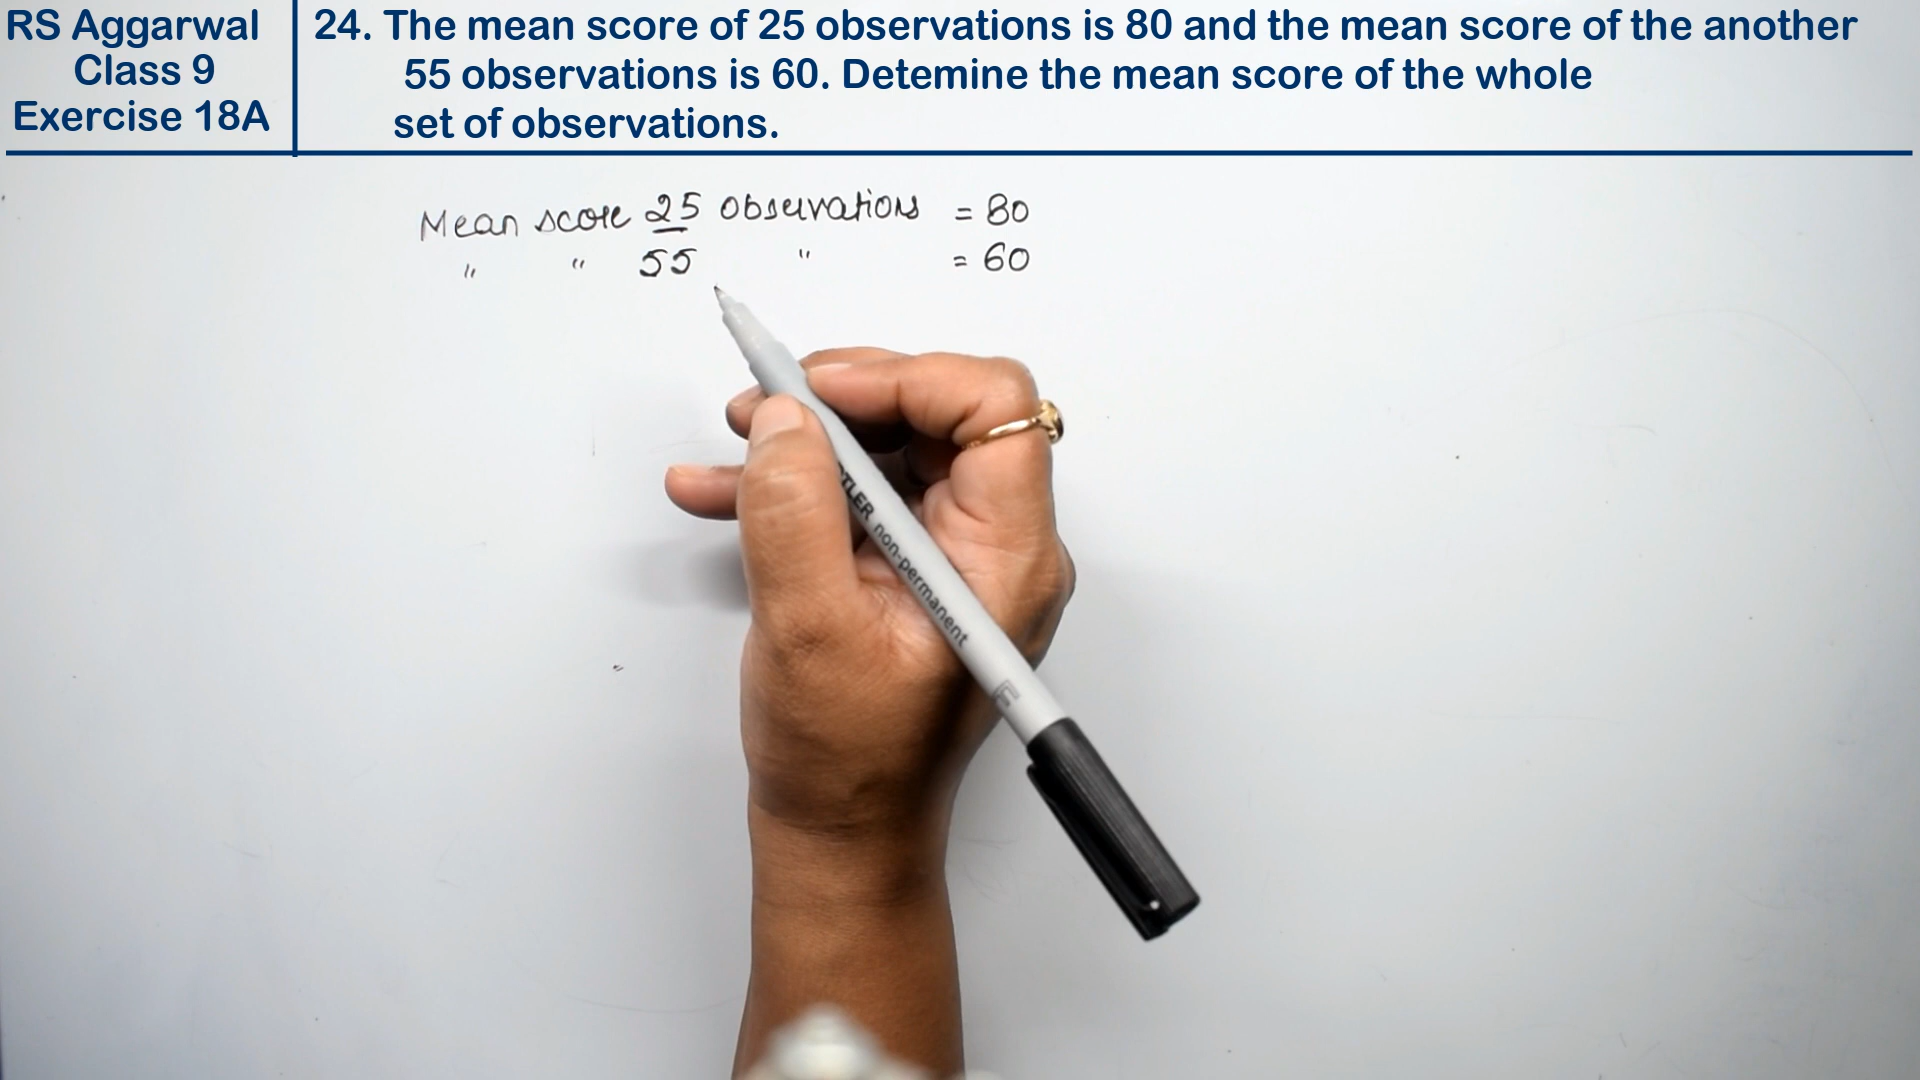 RS Aggarwal
Class 9
Exercise 18A
24. The mean score of 25 observations is 80 and the mean score of the another
55 observations is 60. Detemine the mean score of the whole
set of observations.
Mean score 25 observations = 80
" " 55 " = 60
TLER non-permanent F